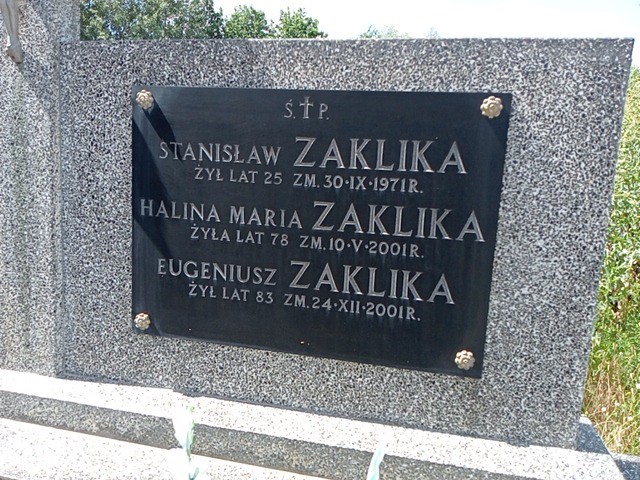 Ś.†P.
STANISŁAW ZAKLIKA
ŻYŁ LAT 25 ZM. 30·IX·1971R.
HALINA MARIA ZAKLIKA
ŻYŁA LAT 78 ZM. 10·V·2001R.
EUGENIUSZ ZAKLIKA
ŻYŁ LAT 83 ZM. 24·XII·2001R.